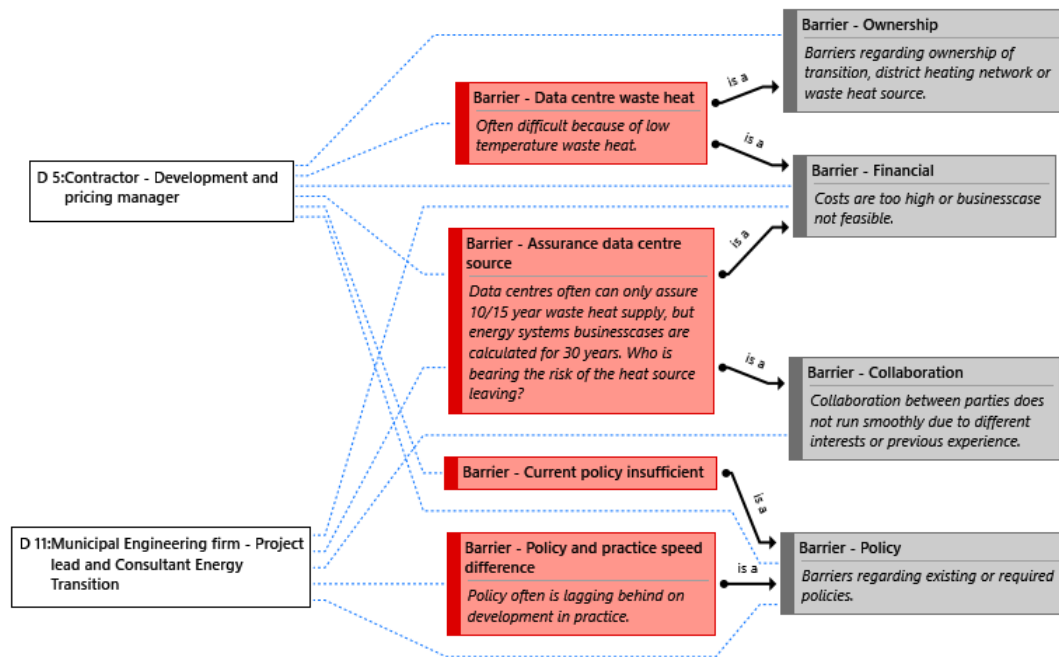 Barrier - Ownership
Barriers regarding ownership of
transition, district heating network or
waste heat source.
is a
Barrier - Data centre waste heat
Often difficult because of low
temperature waste heat.
is a
D 5:Contractor - Development and
pricing manager
Barrier - Financial
Costs are too high or businesscase
not feasible.
is a
Barrier - Assurance data centre
source
Data centres often can only assure
10/15 year waste heat supply, but
energy systems businesscases are
calculated for 30 years. Who is
bearing the risk of the heat source
leaving?
is a
Barrier - Collaboration
Collaboration between parties does
not run smoothly due to different
interests or previous experience.
Barrier - Current policy insufficient
is a
D 11:Municipal Engineering firm - Project
lead and Consultant Energy
Transition
Barrier - Policy and practice speed
difference
Policy often is lagging behind on
development in practice.
is a
Barrier - Policy
Barriers regarding existing or required
policies.